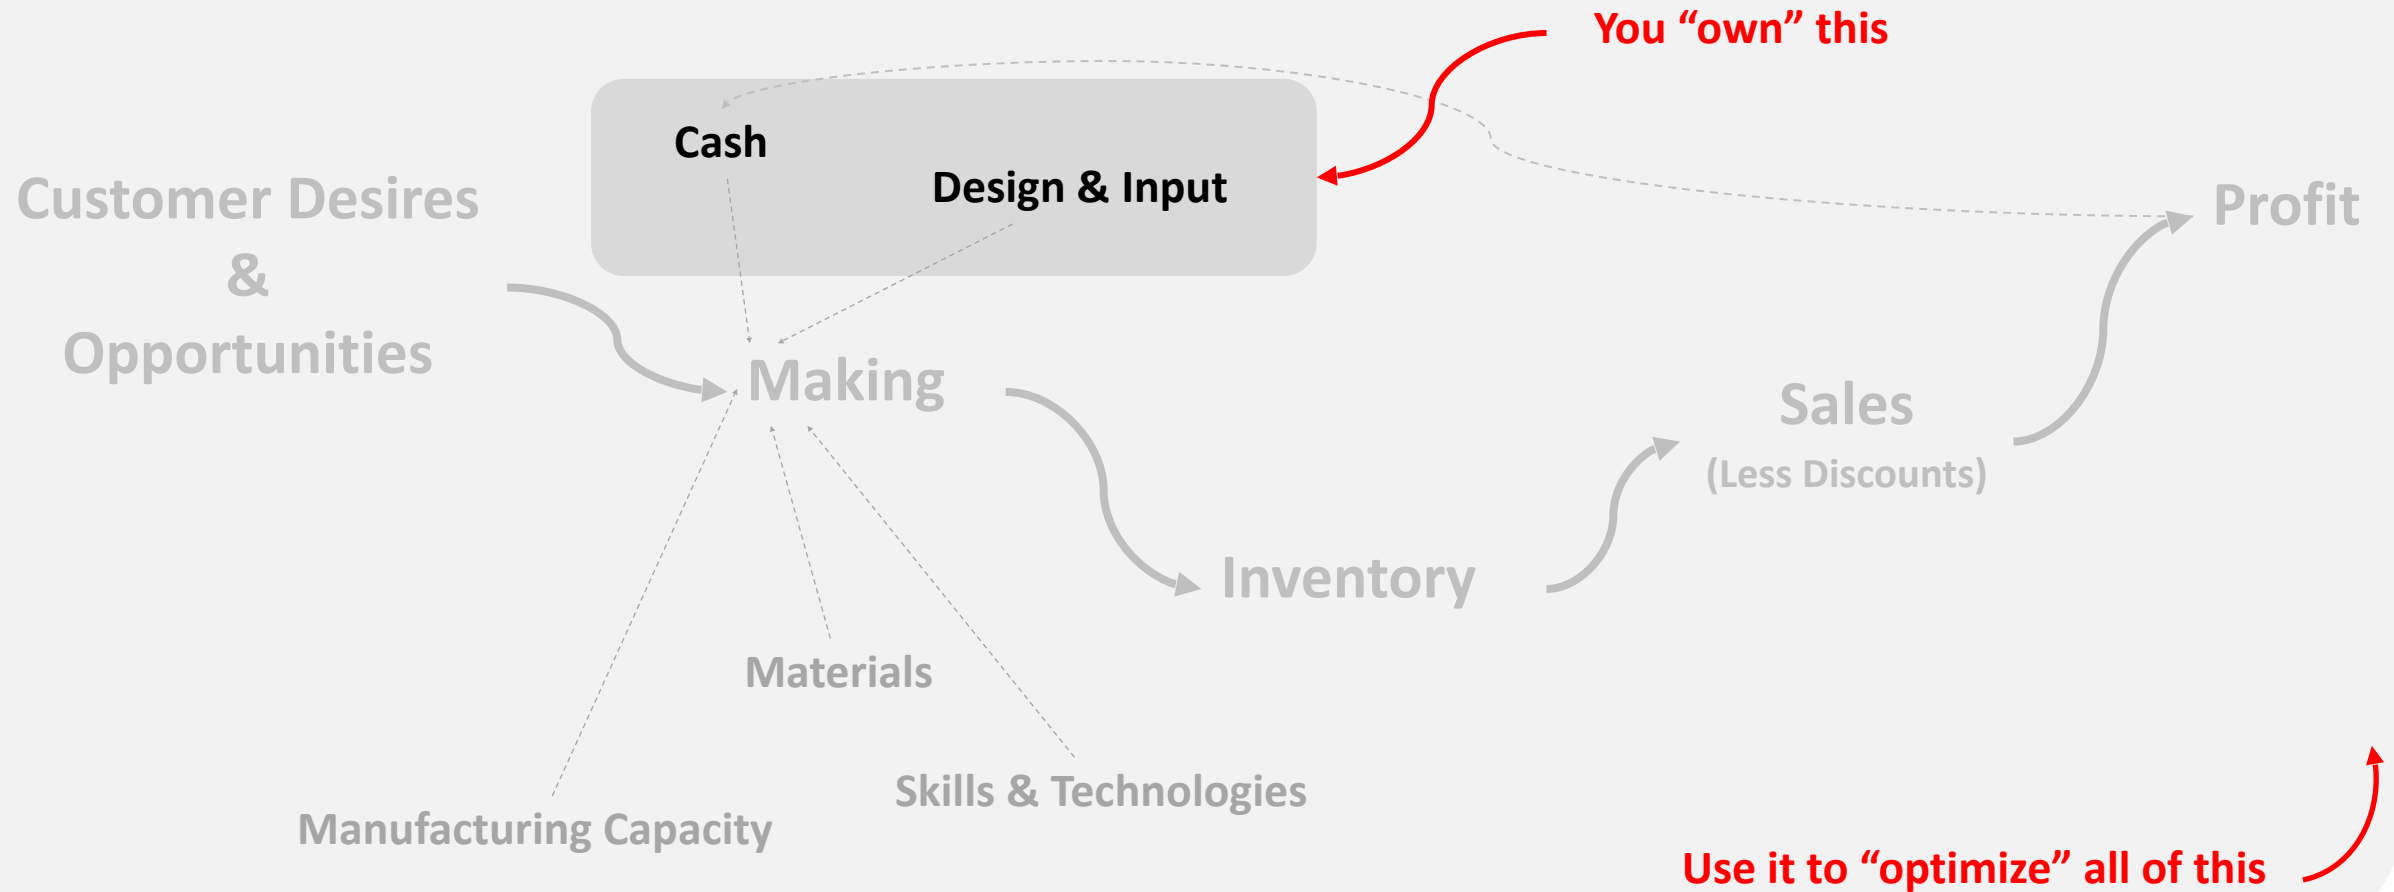 You “own” this
Cash
Design & Input
Customer Desires
&
Opportunities
Profit
Making
Sales
(Less Discounts)
Inventory
Materials
Skills & Technologies
Manufacturing Capacity
Use it to “optimize” all of this